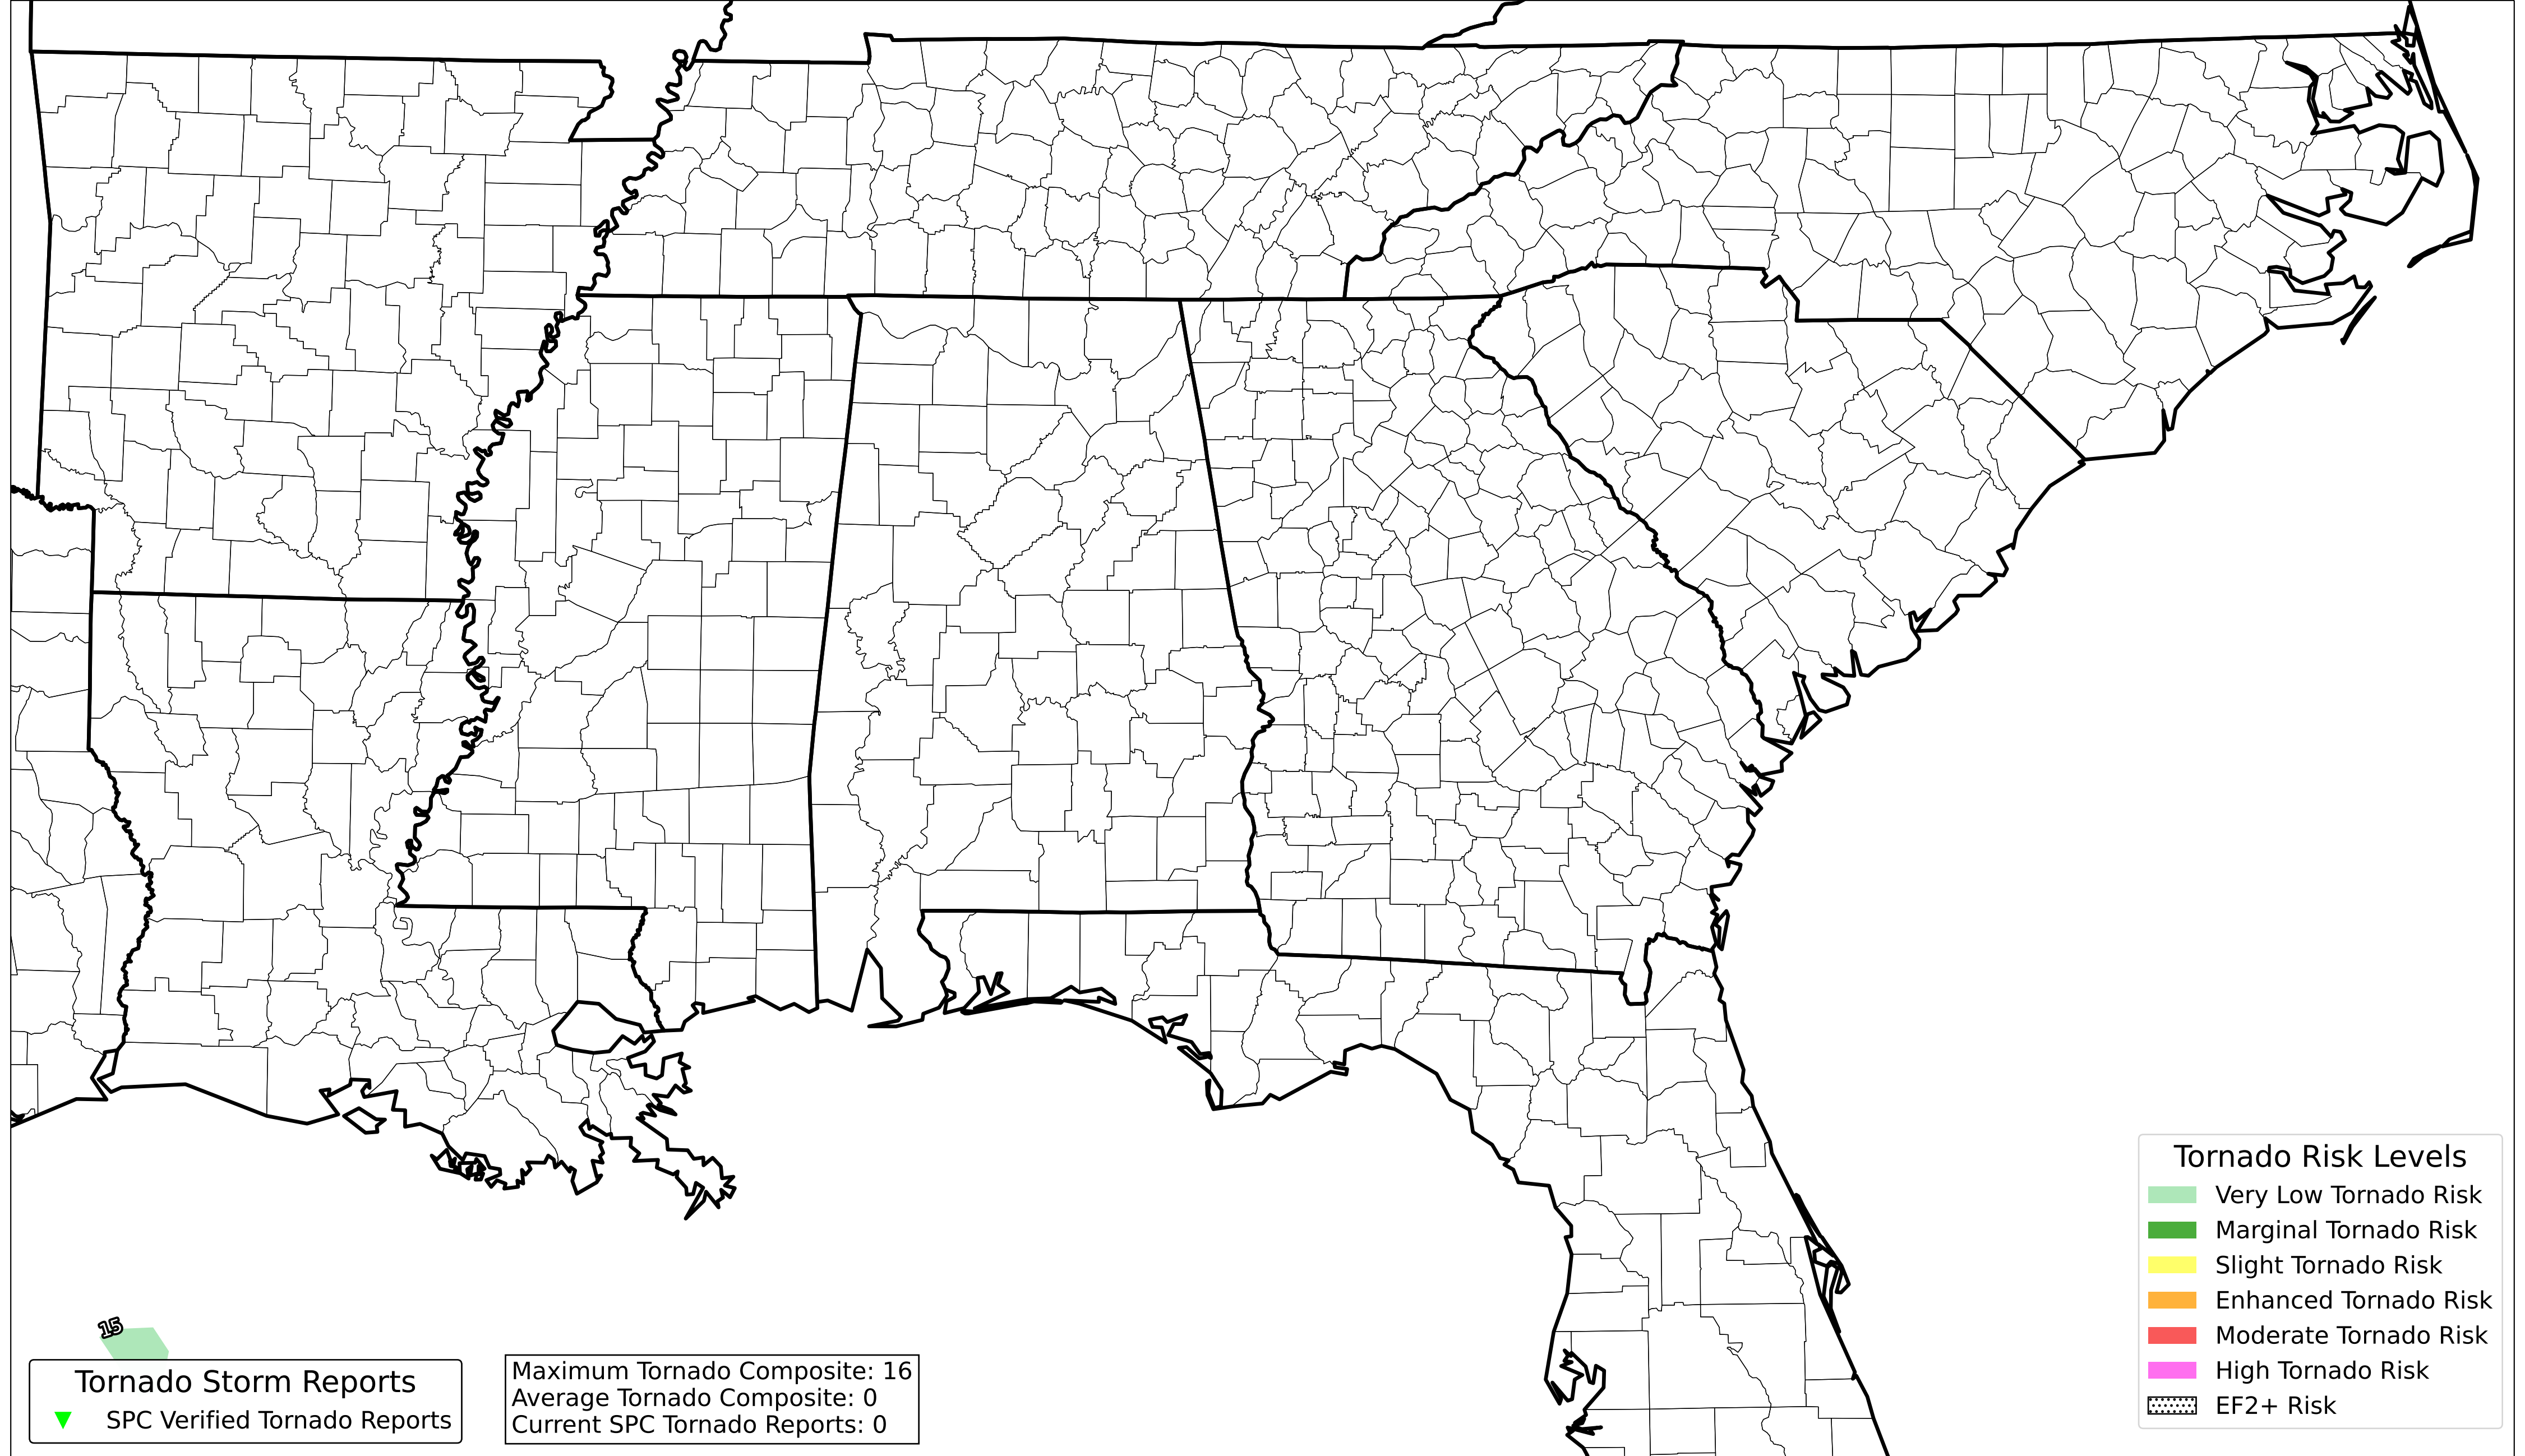 15
Tornado Storm Reports
SPC Verified Tornado Reports
Maximum Tornado Composite: 16
Average Tornado Composite: 0
Current SPC Tornado Reports: 0
Tornado Risk Levels
Very Low Tornado Risk
Marginal Tornado Risk
Slight Tornado Risk
Enhanced Tornado Risk
Moderate Tornado Risk
High Tornado Risk
EF2+ Risk